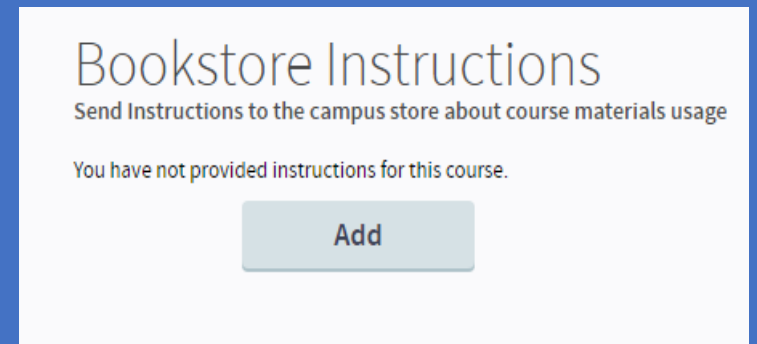 Bookstore Instructions
Send Instructions to the campus store about course materials usage
You have not provided instructions for this course.
Add